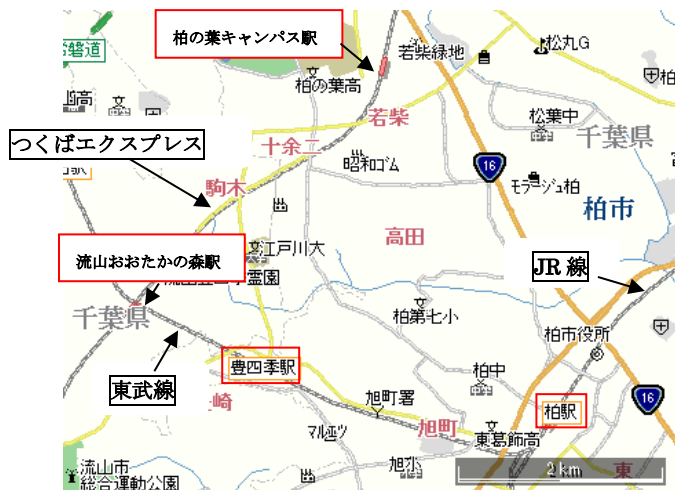 柏の葉キャンパス駅
磐道
柏の葉高
若柴緑地
松丸G
若柴
松葉中
千葉県
つくばエクスプレス
十余二
昭和ゴム
16
モラージュ柏
駒木
柏市
高田
江戸川大
流山おおたかの森駅
JR線
千葉県
柏第七小
柏市役所
豊四季駅
柏中
東武線
旭町署
柏駅
16
マルエツ
旭町
東葛飾高
流山市
総合運動公園
旭小
2km
東